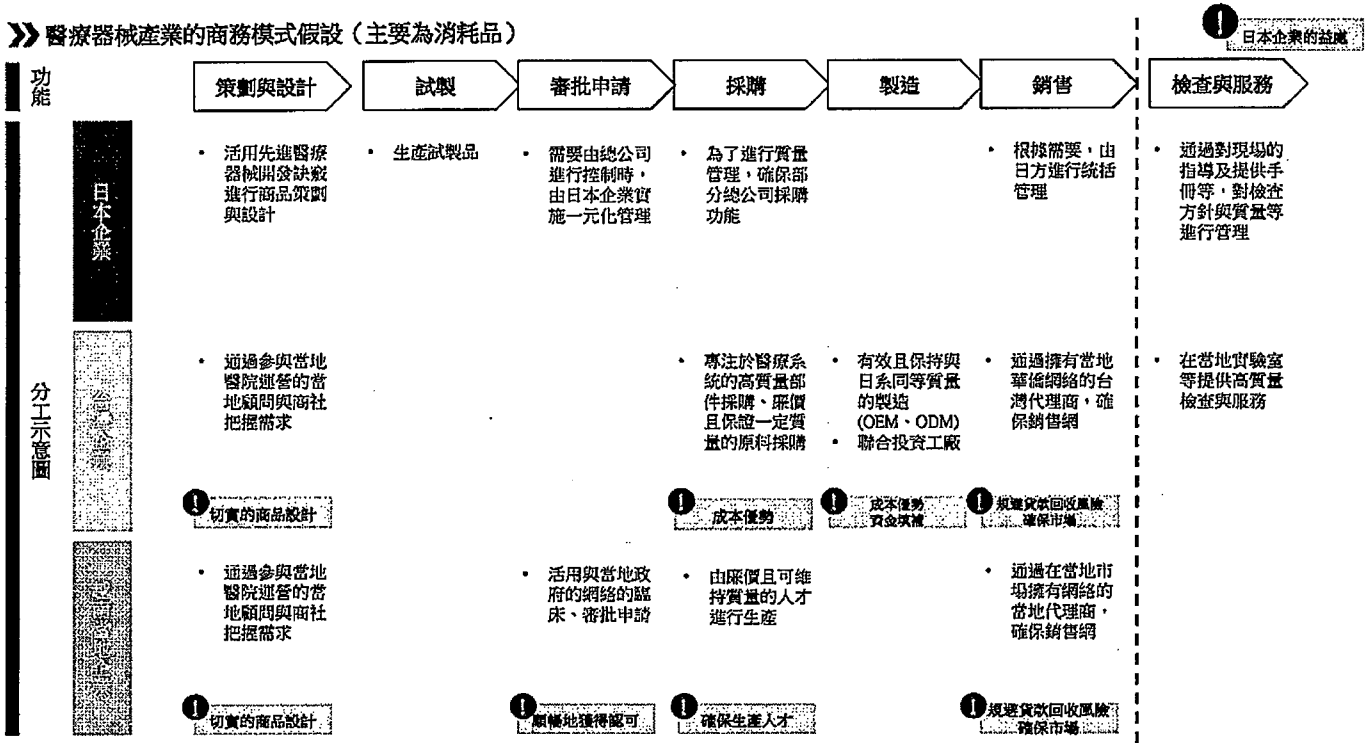 醫療器械產業的商務模式假設（主要為消耗品）
日本企業的益處
功能
策劃與設計
試製
審批申請
採購
製造
銷售
檢查與服務
分工示意圖
日本企業
・ 活用先進醫療
器械開發訣竅
進行商品策劃
與設計
・ 生產試製品
・ 需要由總公司
進行控制時，
由日本企業實
施一元化管理
・ 為了進行質量
管理，確保部
分總公司採購
功能
・ 根據需要，由
日方進行統括
管理
・ 通過對現場的
指導及提供手
冊等，對檢查
方針與質量等
進行管理
・ 通過參與當地
醫院運營的當
地顧問與商社
把握需求
・ 專注於醫療系
統的高質量部
件採購、廉價
且保證一定質
量的原料採購
・ 有效且保持與
日系同等質量
的製造
(OEM、ODM)
・ 聯合投資工廠
・ 通過擁有當地
華僑網絡的台
灣代理商，確
保銷售網
・ 在當地實驗室
等提供高質量
檢查與服務
切實的商品設計
成本優勢
成本優勢
資金填補
規避貨款回收風險
確保市場
・ 通過參與當地
醫院運營的當
地顧問與商社
把握需求
・ 活用與當地政
府的網絡的臨
床、審批申請
・ 由廉價且可維
持質量的人才
進行生產
・ 通過在當地市
場擁有網絡的
當地代理商，
確保銷售網
切實的商品設計
順暢地獲得認可
確保生產人才
規避貨款回收風險
確保市場